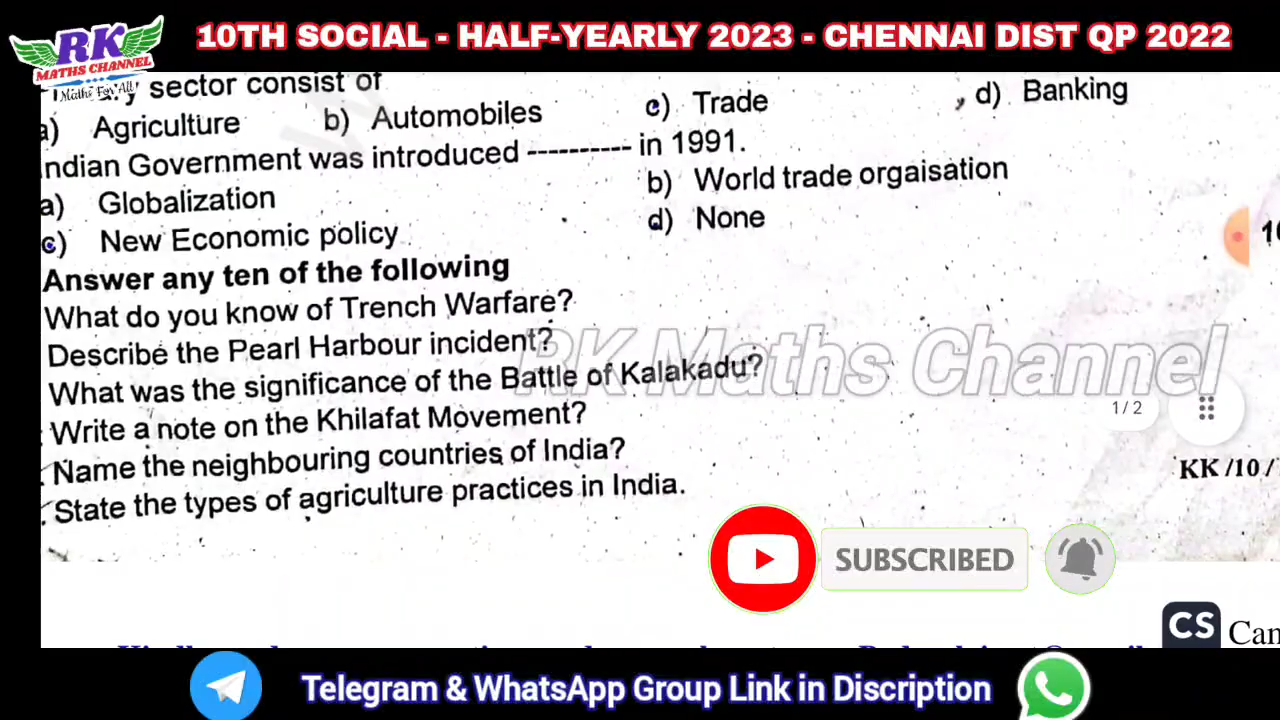 10TH SOCIAL - HALF-YEARLY 2023 - CHENNAI DIST QP 2022
RK
MATHS CHANNEL
Maths For All
sector consist of
a) Agriculture b) Automobiles c) Trade d) Banking
Indian Government was introduced ---------- in 1991.
a) Globalization b) World trade orgaisation
c) New Economic policy d) None
Answer any ten of the following
What do you know of Trench Warfare?
Describe the Pearl Harbour incident?
What was the significance of the Battle of Kalakadu?
Write a note on the Khilafat Movement?
Name the neighbouring countries of India?
State the types of agriculture practices in India.
RK Maths Channel
1/2
KK /10 /
SUBSCRIBED
CS
Telegram & WhatsApp Group Link in Discription